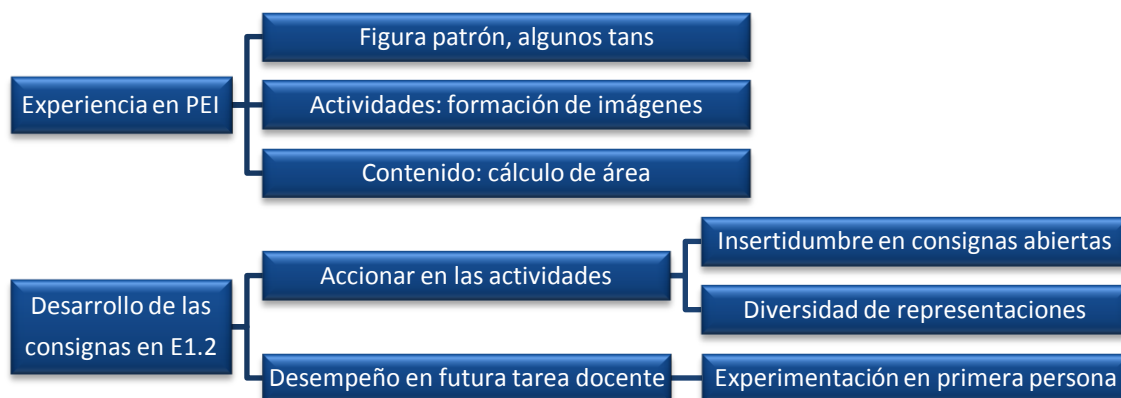 Figura patrón, algunos tans
Experiencia en PEI
Actividades: formación de imágenes
Contenido: cálculo de área
Insertidumbre en consignas abiertas
Accionar en las actividades
Diversidad de representaciones
Desarrollo de las
consignas en E1.2
Desempeño en futura tarea docente
Experimentación en primera persona